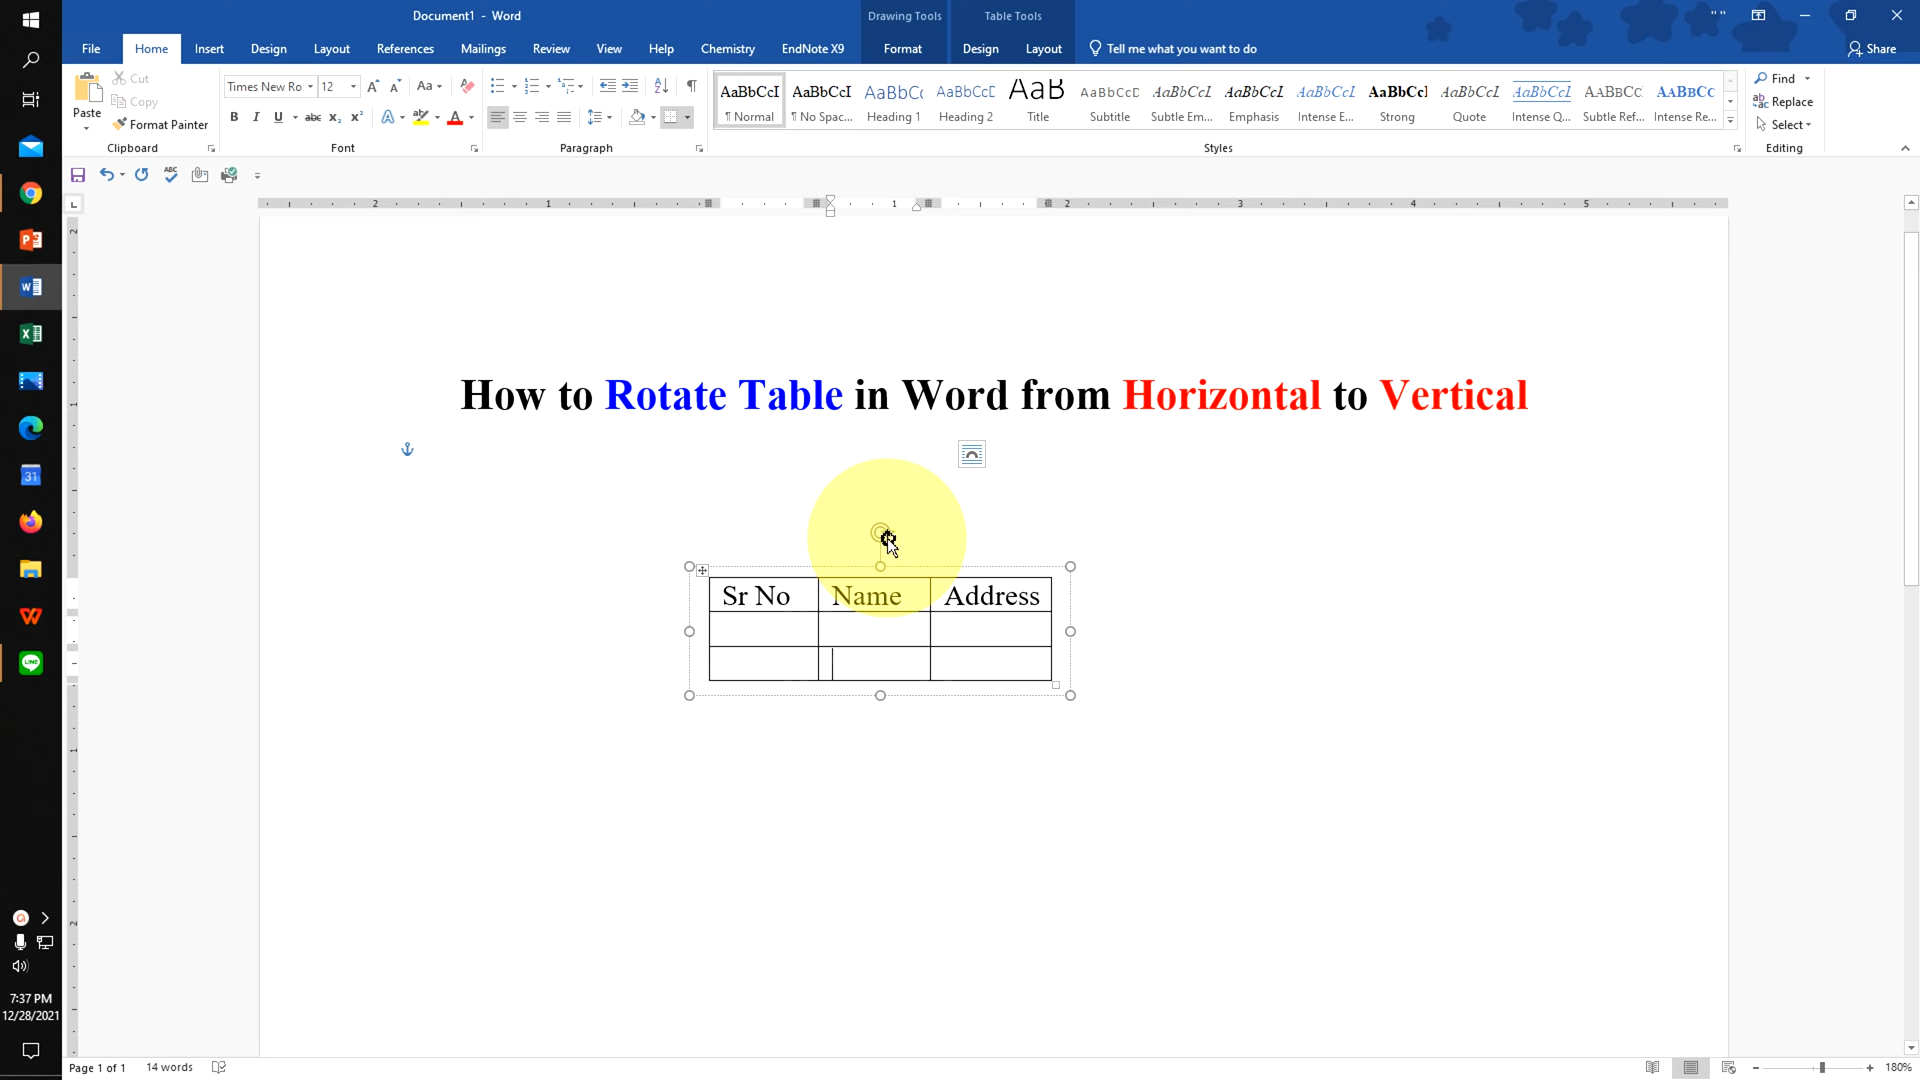 Document1 - Word
Drawing Tools
Table Tools
File
Home
Insert
Design
Layout
References
Mailings
Review
View
Help
Chemistry
EndNote X9
Format
Design
Layout
Tell me what you want to do
Share
Paste
Cut
Copy
Format Painter
Clipboard
Times New Ro
12
Font
Paragraph
AaBbCcI
¶ Normal
AaBbCcI
¶ No Spac...
AaBbCc
Heading 1
AaBbCcD
Heading 2
AaB
Title
AaBbCcD
Subtitle
AaBbCcL
Subtle Em...
AaBbCcL
Emphasis
AaBbCcL
Intense E...
AaBbCcI
Strong
AaBbCcL
Quote
AaBbCcL
Intense Q...
AaBbCc
Subtle Ref...
AaBbCc
Intense Re...
Styles
Find
Replace
Select
Editing
How to Rotate Table in Word from Horizontal to Vertical
Sr No
Name
Address
7:37 PM
12/28/2021
Page 1 of 1
14 words
180%